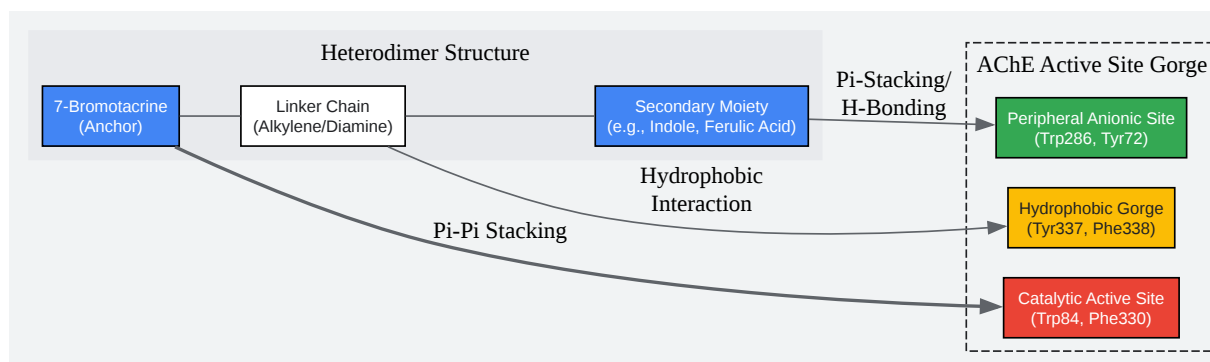 Heterodimer Structure
7-Bromotacrine
(Anchor)
Linker Chain
(Alkylene/Diamine)
Secondary Moiety
(e.g., Indole, Ferulic Acid)
Pi-Stacking/
H-Bonding
Hydrophobic
Interaction
Pi-Pi Stacking
AChE Active Site Gorge
Peripheral Anionic Site
(Trp286, Tyr72)
Hydrophobic Gorge
(Tyr337, Phe338)
Catalytic Active Site
(Trp84, Phe330)